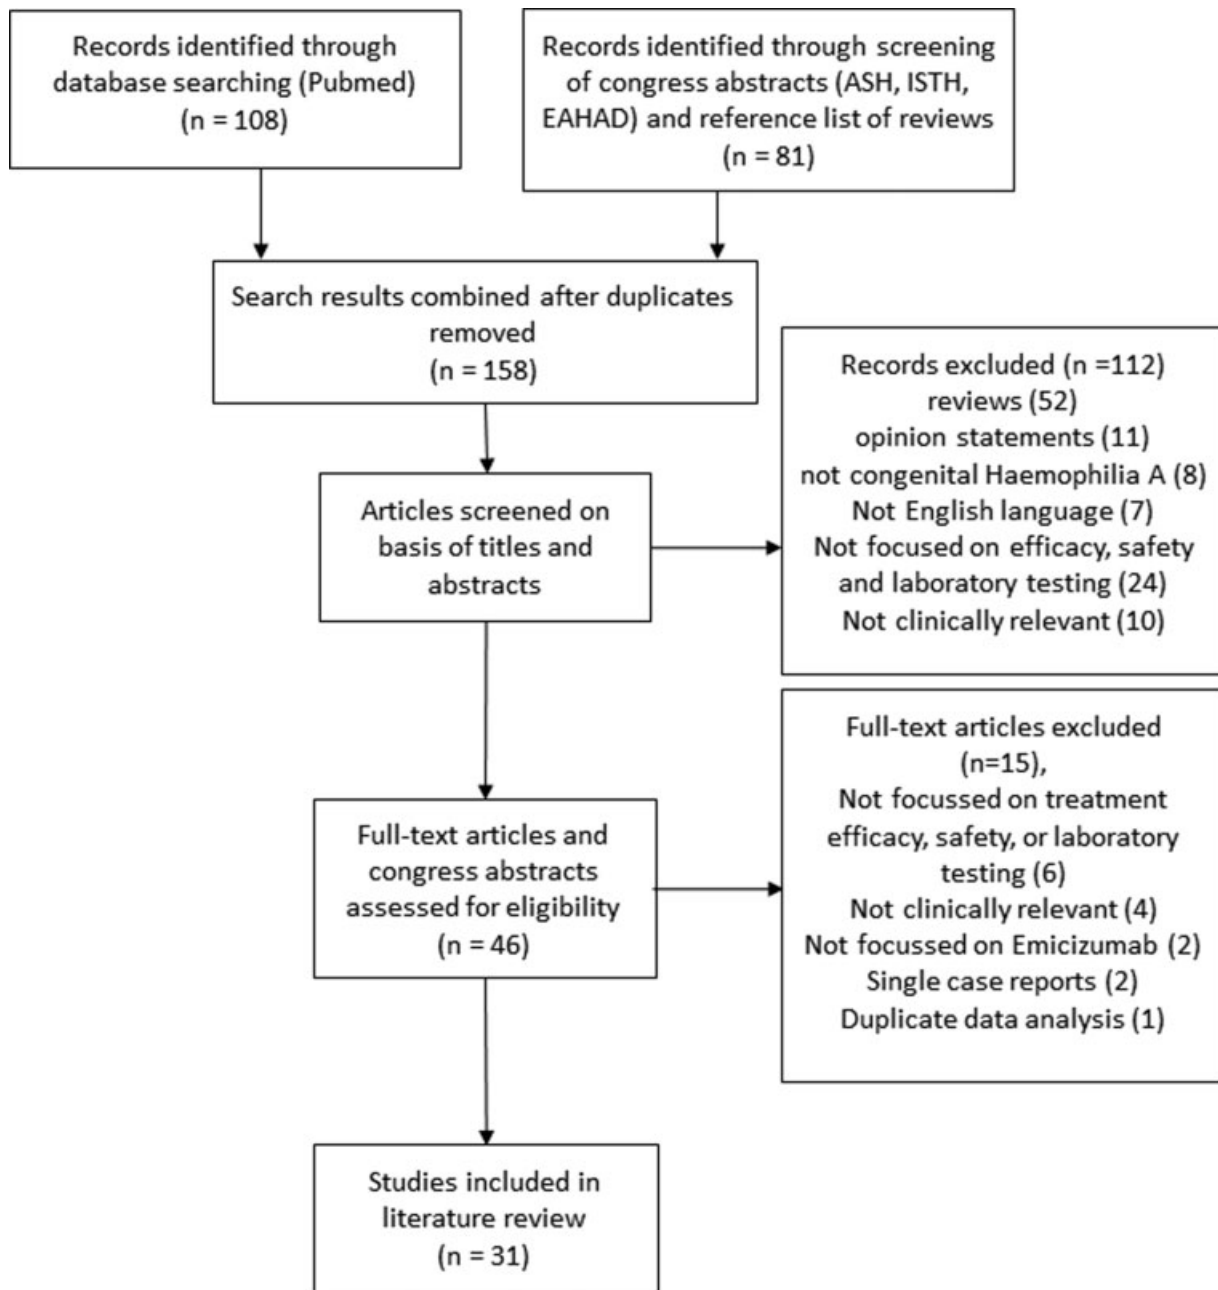 Records identified through
database searching (Pubmed)
(n = 108)
Records identified through screening
of congress abstracts (ASH, ISTH,
EAHAD) and reference list of reviews
(n = 81)
Search results combined after duplicates
removed
(n = 158)
Records excluded (n =112)
reviews (52)
opinion statements (11)
not congenital Haemophilia A (8)
Not English language (7)
Not focused on efficacy, safety
and laboratory testing (24)
Not clinically relevant (10)
Articles screened on
basis of titles and
abstracts
Full-text articles excluded
(n=15),
Not focussed on treatment
efficacy, safety, or laboratory
testing (6)
Not clinically relevant (4)
Not focussed on Emicizumab (2)
Single case reports (2)
Duplicate data analysis (1)
Full-text articles and
congress abstracts
assessed for eligibility
(n = 46)
Studies included in
literature review
(n = 31)